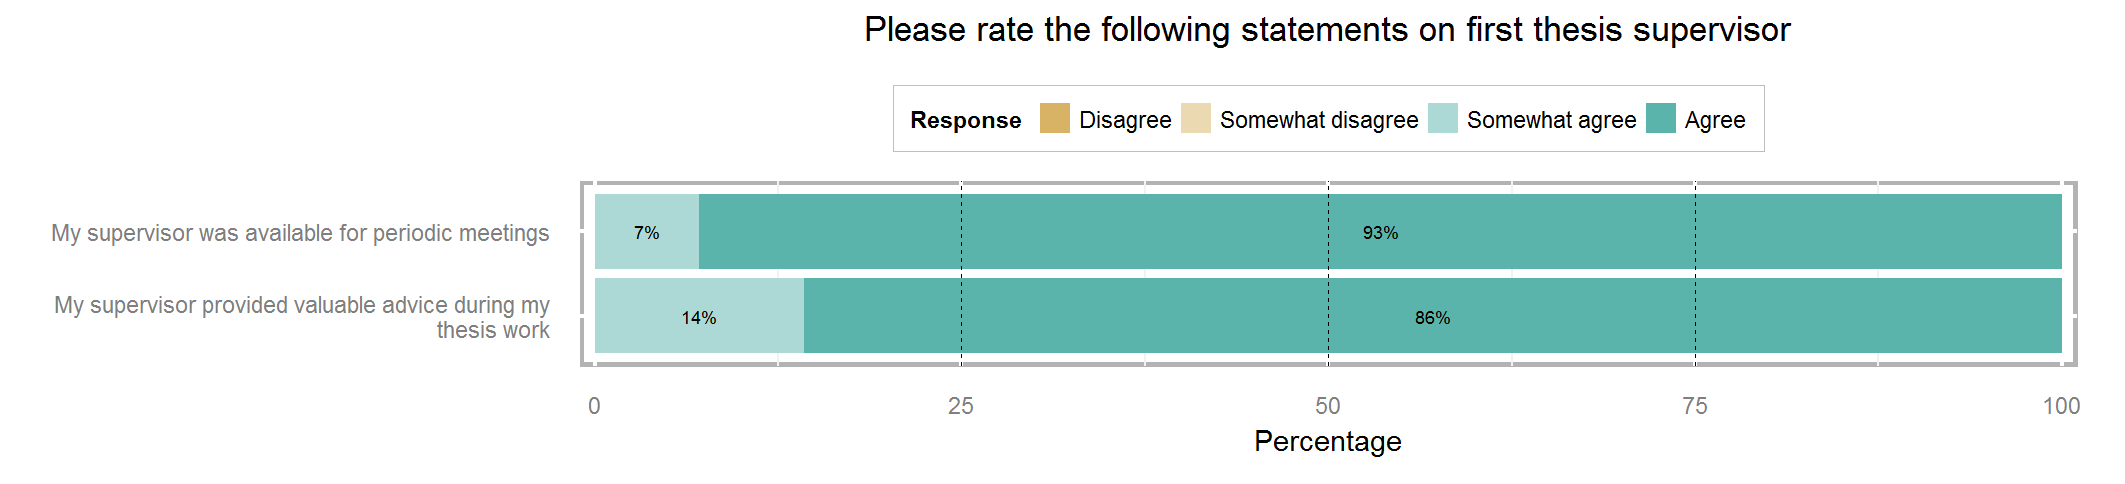 Please rate the following statements on first thesis supervisor
Response Disagree Somewhat disagree Somewhat agree Agree
My supervisor was available for periodic meetings 7% 93%
My supervisor provided valuable advice during my
thesis work 14% 86%
0 25 50 75 100
Percentage